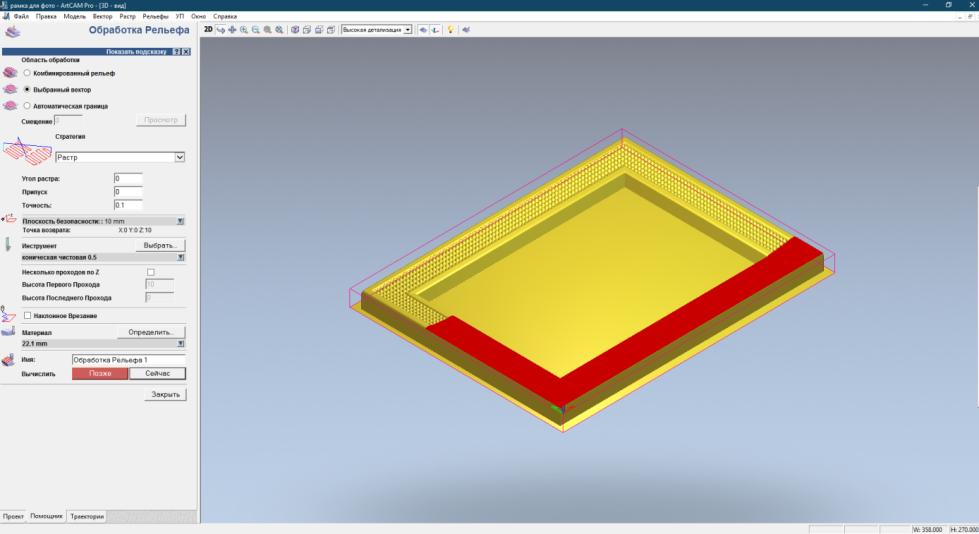 рамка для фото - ArtCAM Pro - [3D - вид]
Файл Правка Модель Вектор Растр Рельефы УП Окно Справка
Обработка Рельефа
2D Высокая детализация
Показать подсказку ? X
Область обработки
Комбинированный рельеф
Выбранный вектор
Автоматическая граница
Смещение 0 Просмотр
Стратегия
Растр
Угол растра: 0
Припуск 0
Точность: 0.1
Плоскость безопасности: : 10 mm
Точка возврата: X:0 Y:0 Z:10
Инструмент Выбрать...
коническая чистовая 0.5
Несколько проходов по Z
Высота Первого Прохода 10
Высота Последнего Прохода 0
Наклонное Врезание
Материал Определить...
22.1 mm
Имя: Обработка Рельефа 1
Вычислить Позже Сейчас
Закрыть
Проект Помощник Траектории
W: 358.000 H: 270.000